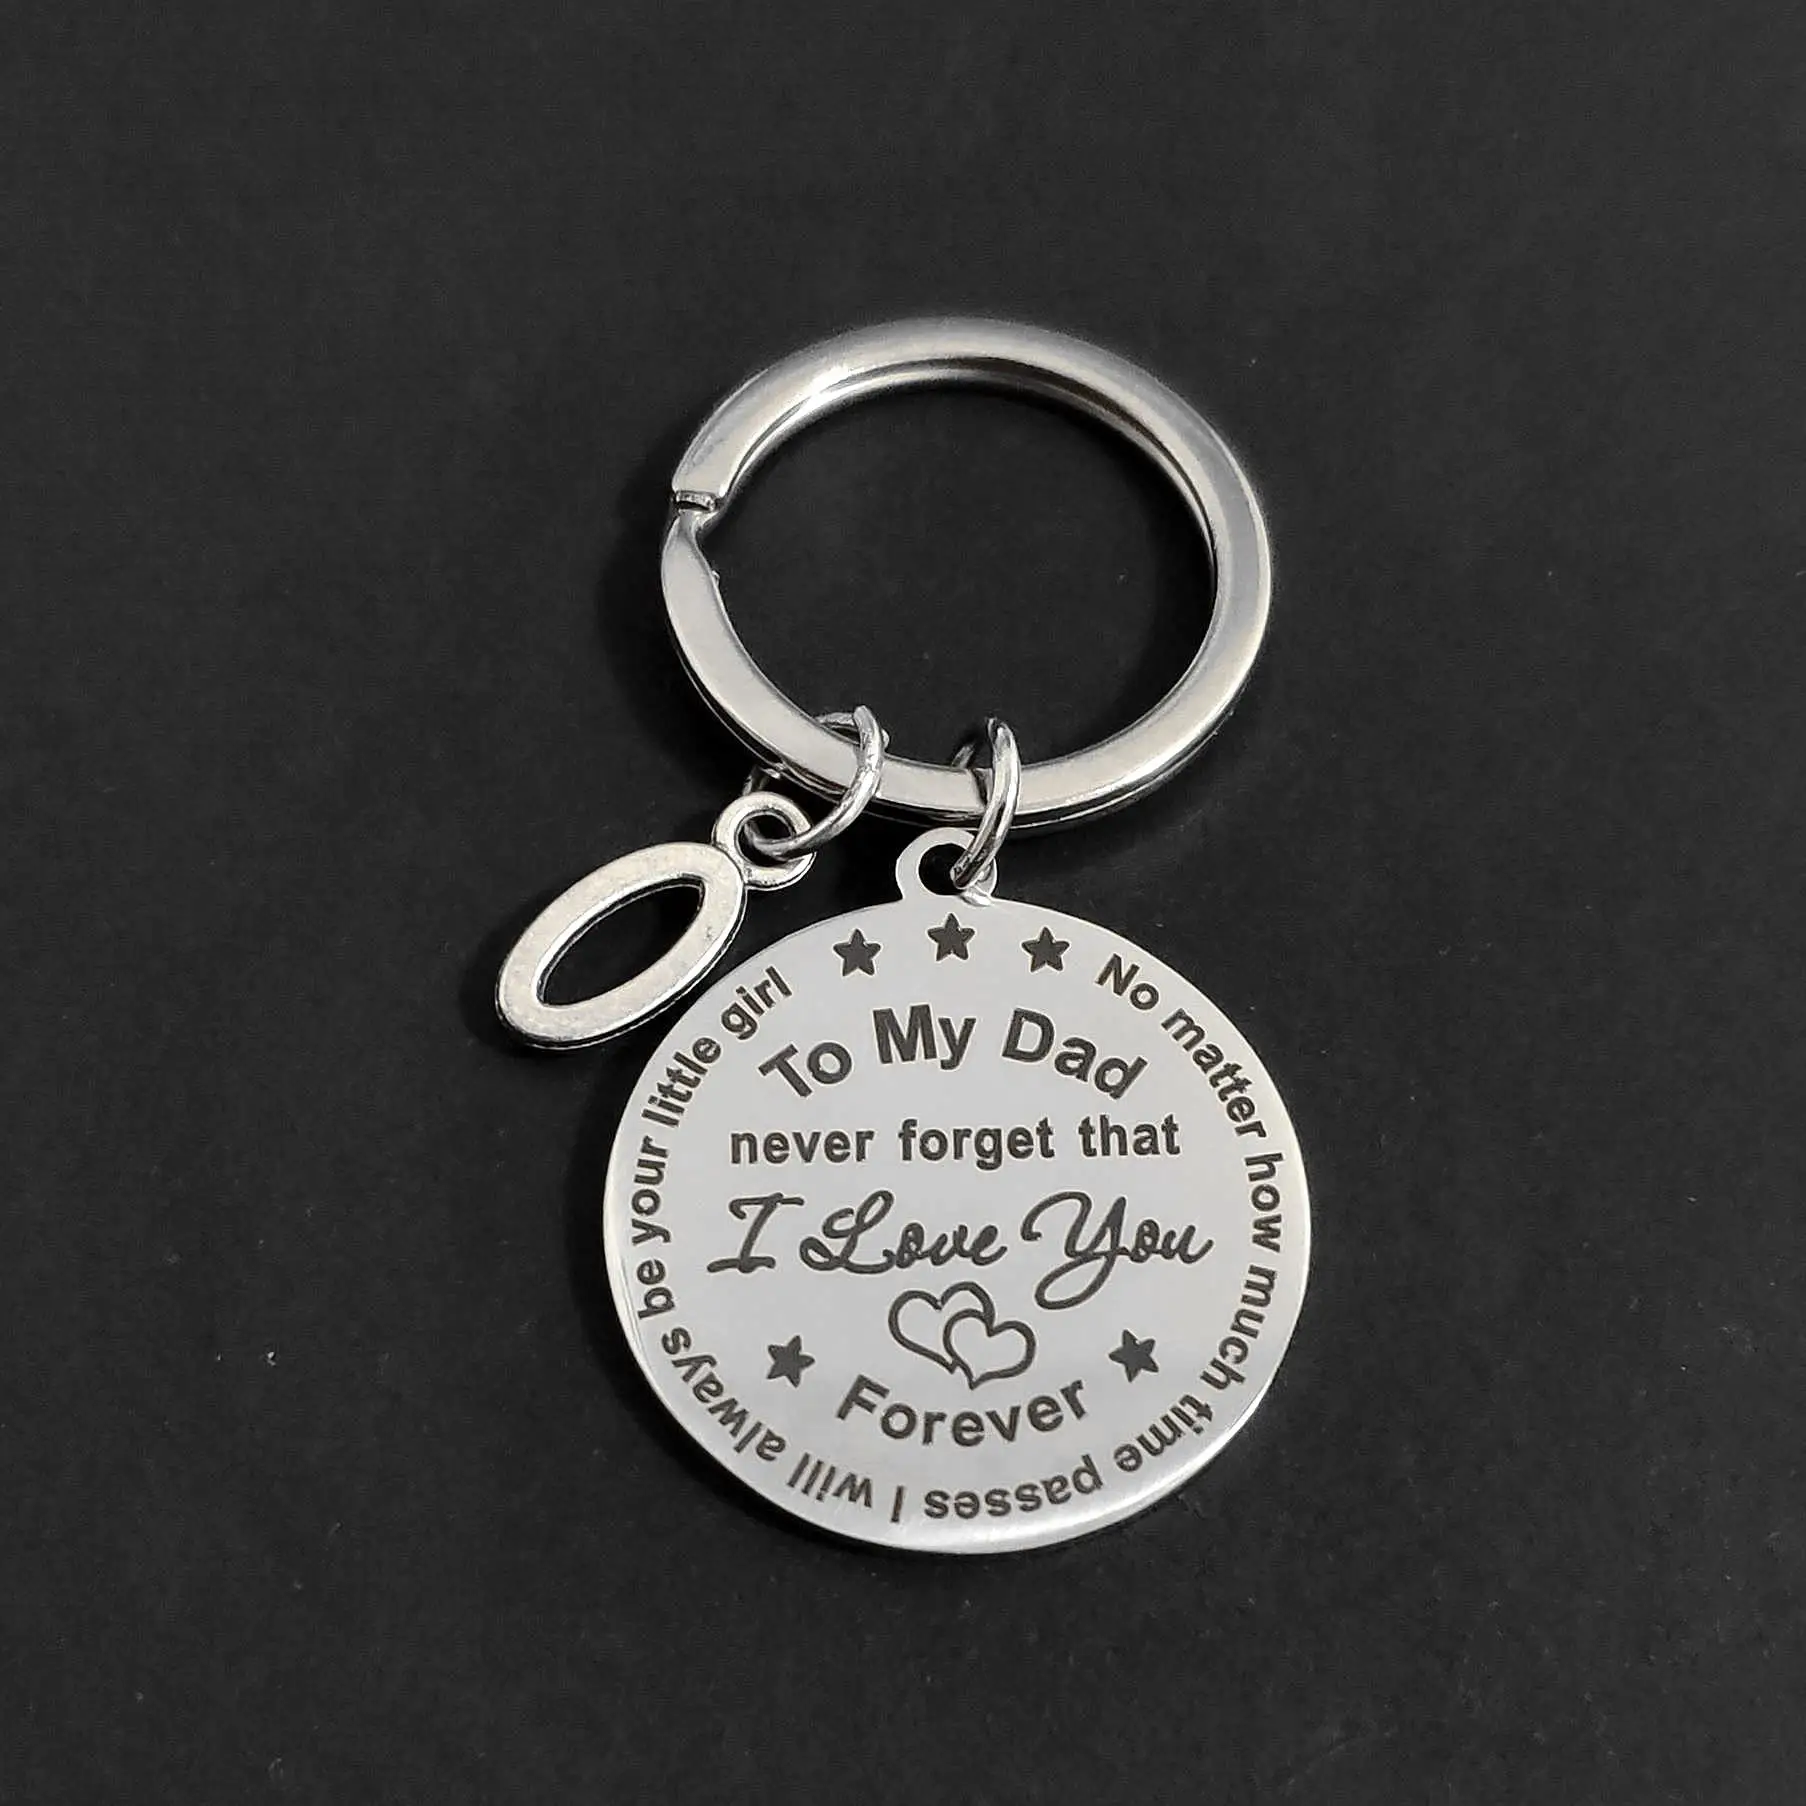 To My Dad
never forget that
I Love You
Forever
No matter how much time passes I will always be your little girl
O